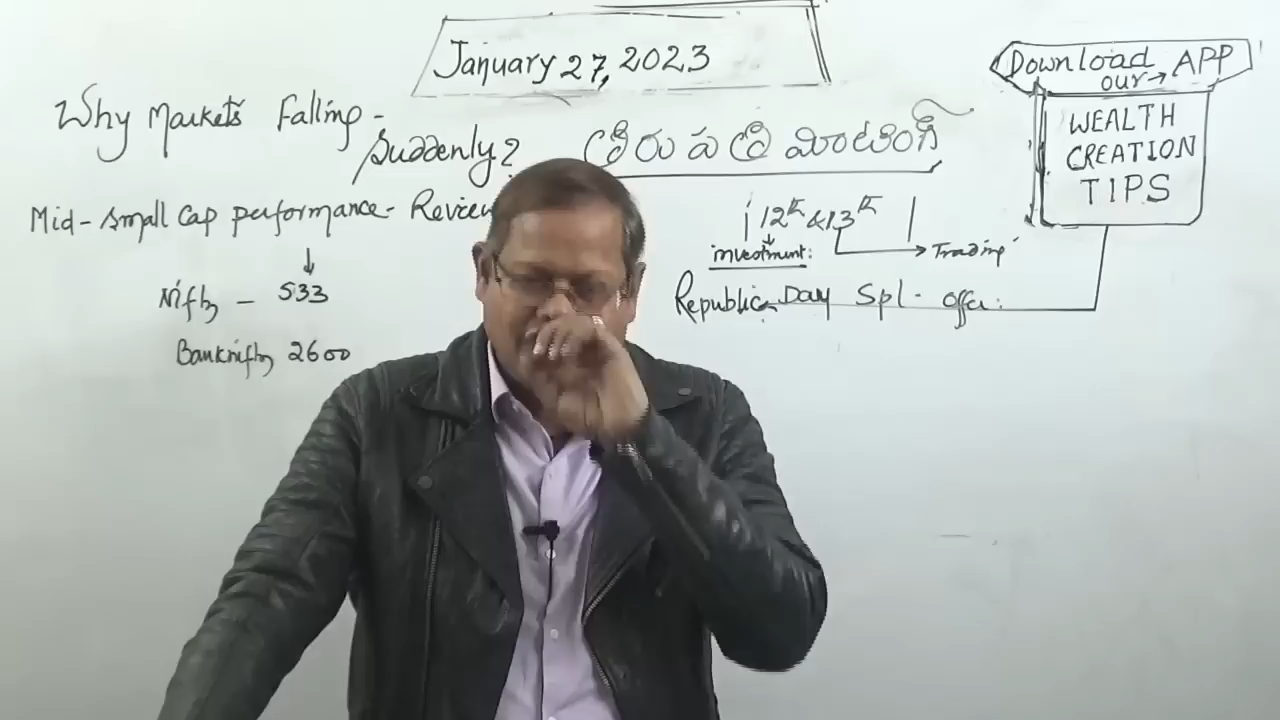 January 27, 2023
Why Markets Falling -
Suddenly?
Mid - Small Cap performance - Review
Nifty - 533
Banknifty 2600
తిరుపతి మీటింగ్
12th & 13th
investment:
Trading
Republic Day Spl. offer:
Download
our → APP
WEALTH
CREATION
TIPS